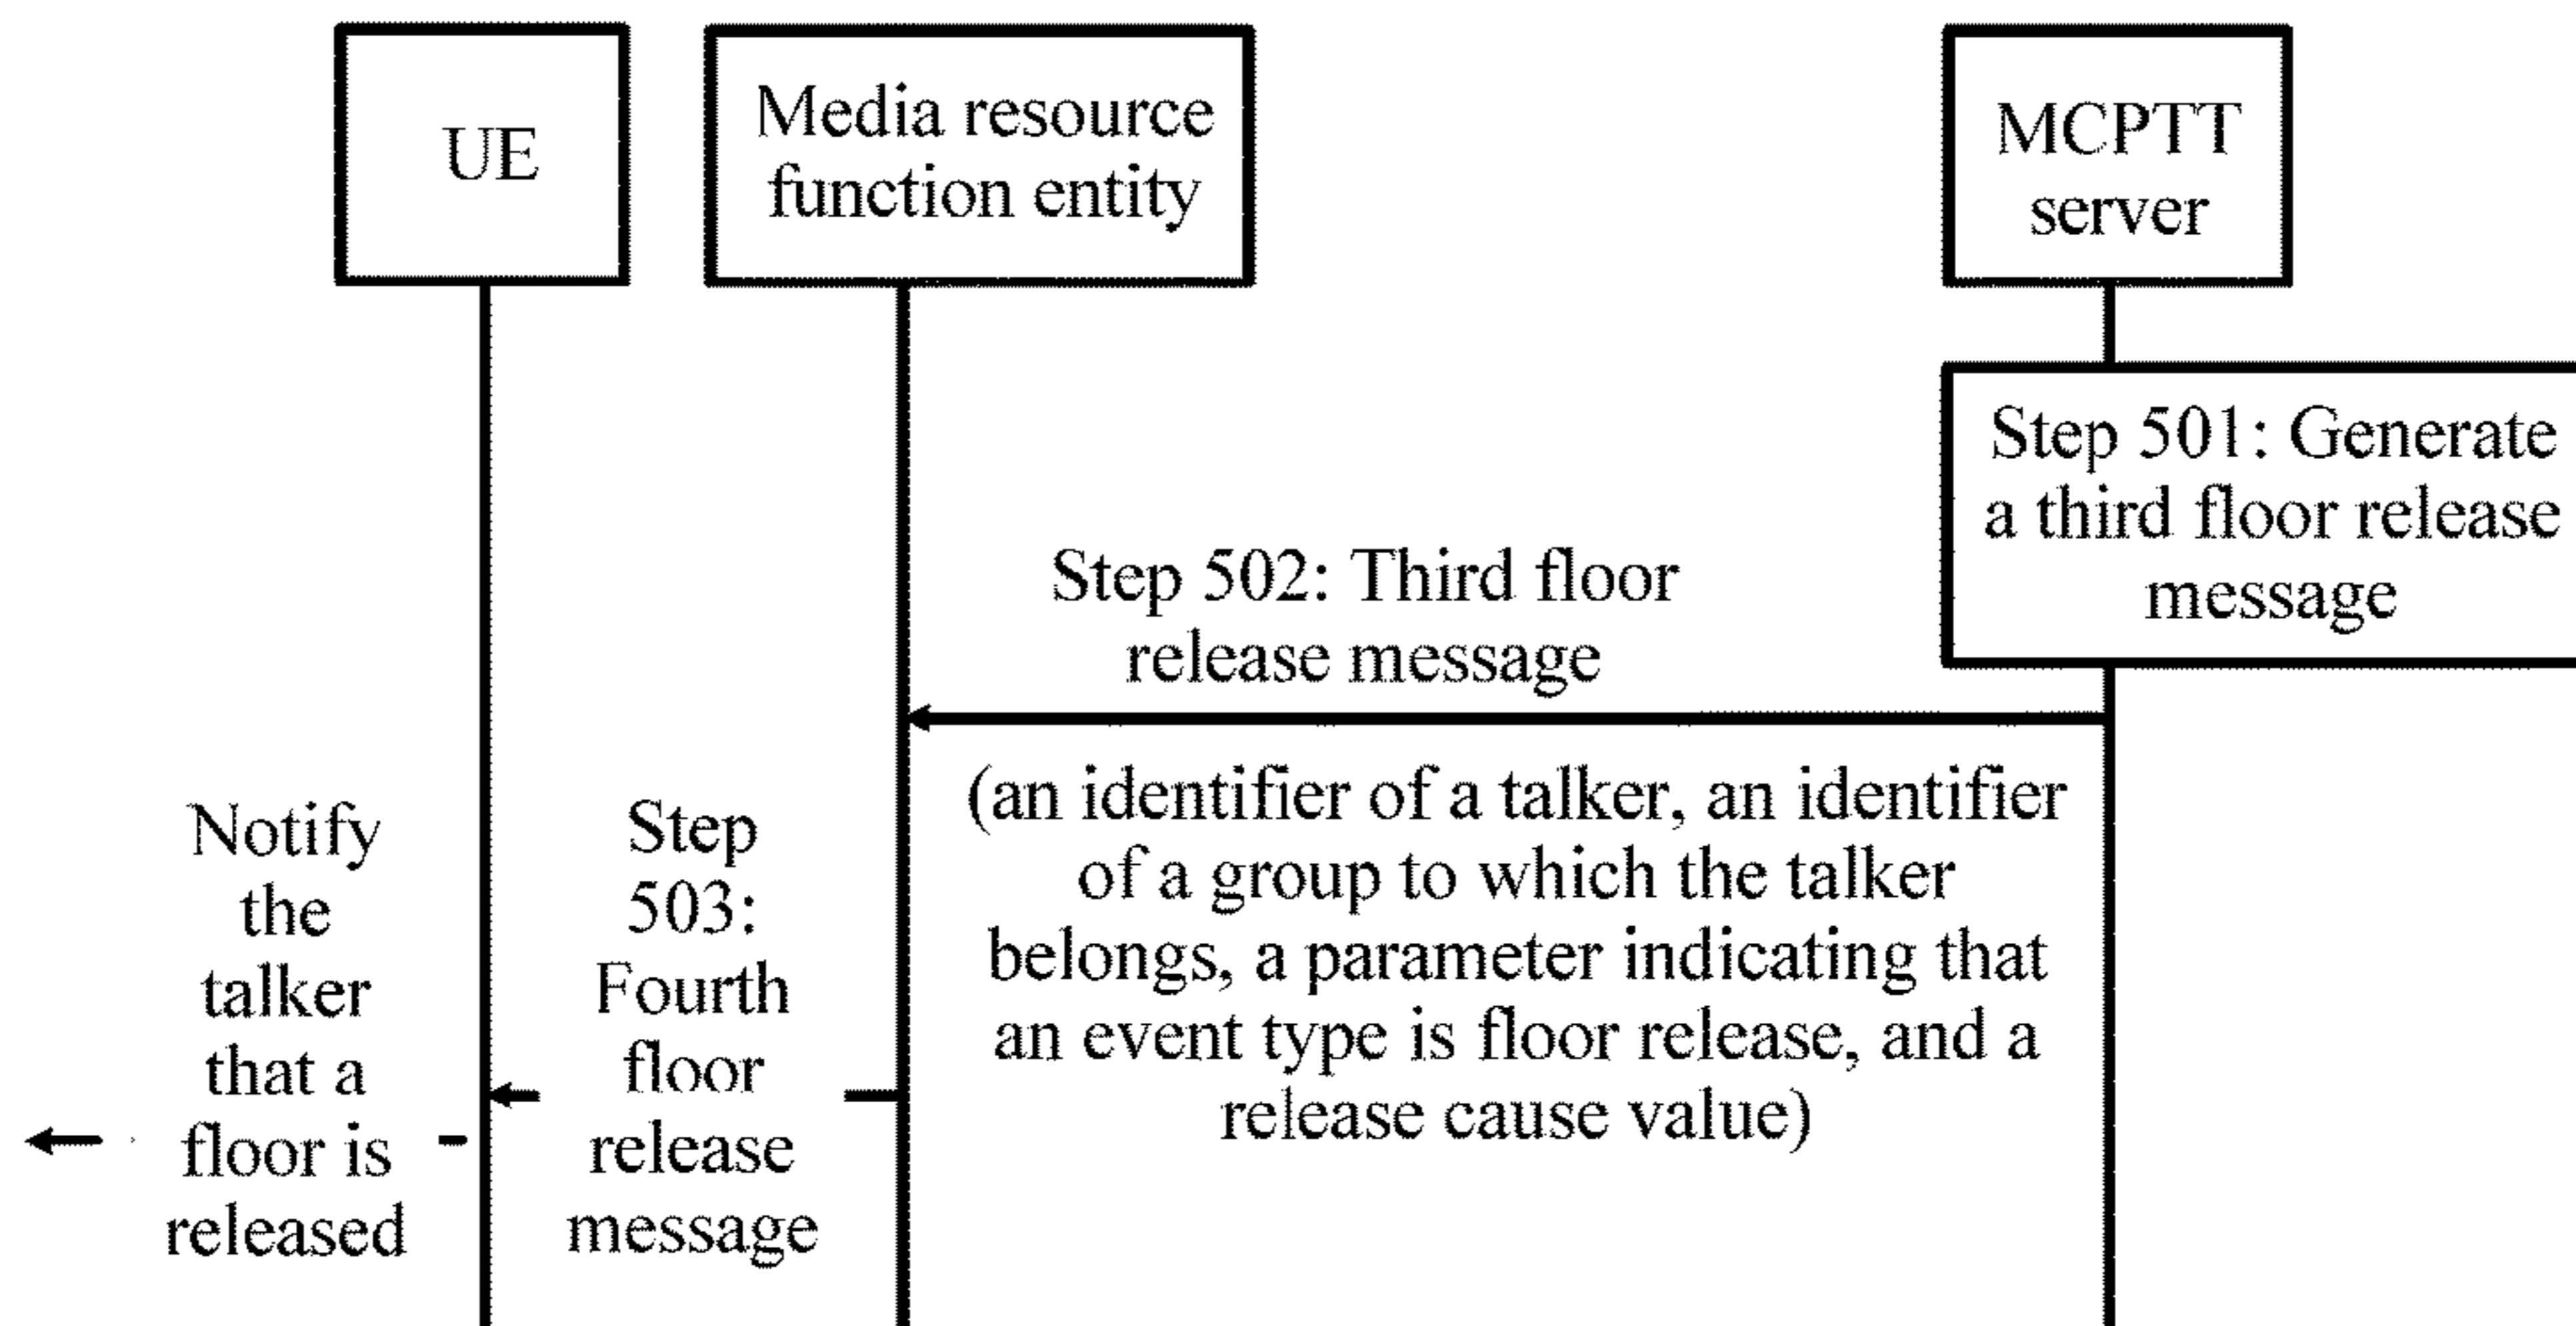 UE
Media resource
function entity
MCPTT
server
Step 501: Generate
a third floor release
message
Step 502: Third floor
release message
(an identifier of a talker, an identifier
of a group to which the talker
belongs, a parameter indicating that
an event type is floor release, and a
release cause value)
Step
503:
Fourth
floor
release
message
Notify
the
talker
that a
floor is
released